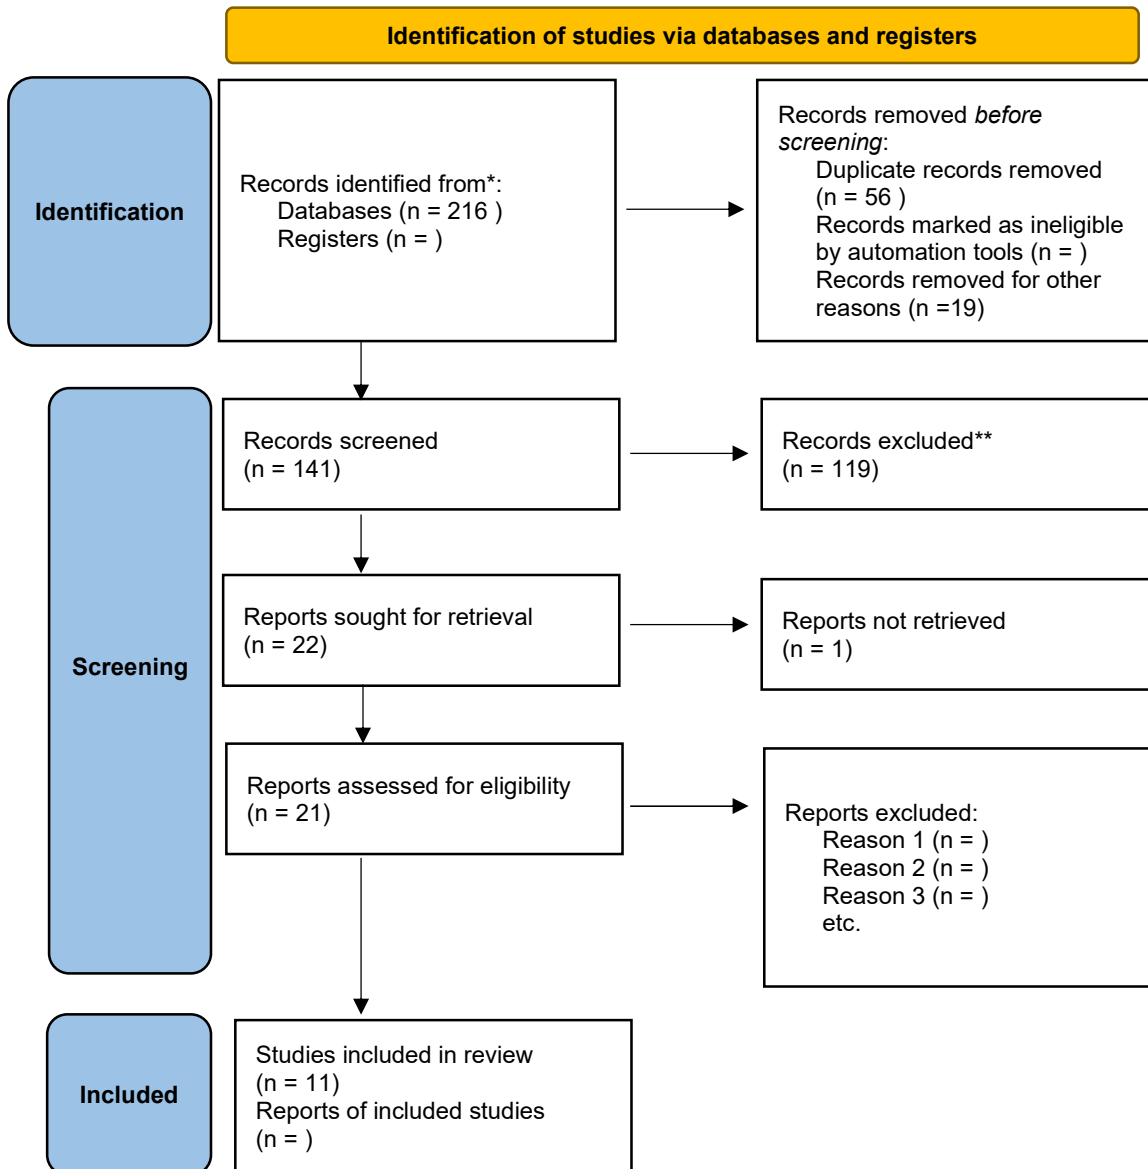 Identification of studies via databases and registers
Identification
Records identified from*:
Databases (n = 216 )
Registers (n = )
Records removed before
screening:
Duplicate records removed
(n = 56 )
Records marked as ineligible
by automation tools (n = )
Records removed for other
reasons (n =19)
Screening
Records screened
(n = 141)
Records excluded**
(n = 119)
Reports sought for retrieval
(n = 22)
Reports not retrieved
(n = 1)
Reports assessed for eligibility
(n = 21)
Reports excluded:
Reason 1 (n = )
Reason 2 (n = )
Reason 3 (n = )
etc.
Included
Studies included in review
(n = 11)
Reports of included studies
(n = )